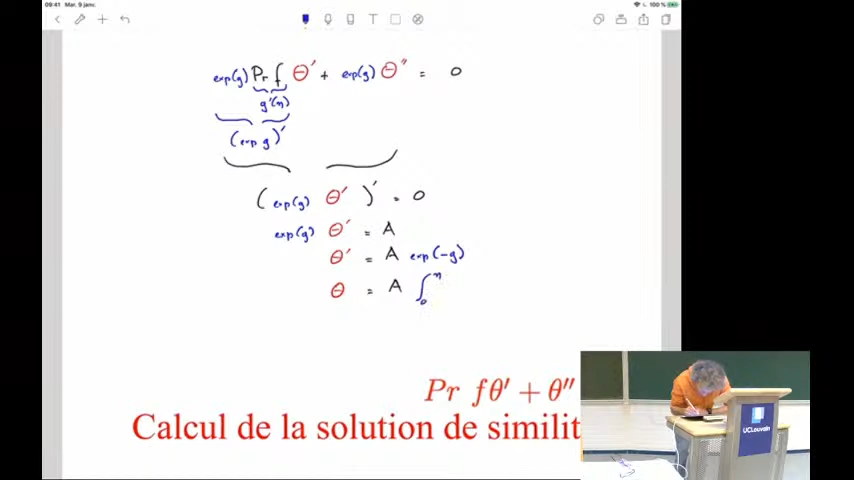 09:41 Mar. 9 janv.
100 %
T
exp(g) Pr f Θ' + exp(g) Θ'' = 0
g'(η)
(exp g)'
(exp(g) Θ')' = 0
exp(g) Θ' = A
Θ' = A exp(-g)
Θ = A ∫₀^η
Pr fθ' + θ''
Calcul de la solution de similit
UCLouvain